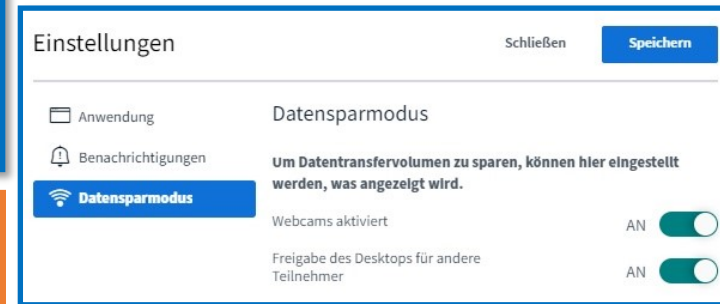 Einstellungen
Schließen
Speichern
Anwendung
Benachrichtigungen
Datensparmodus
Datensparmodus
Um Datentransfervolumen zu sparen, können hier eingestellt
werden, was angezeigt wird.
Webcams aktiviert
AN
Freigabe des Desktops für andere
Teilnehmer
AN